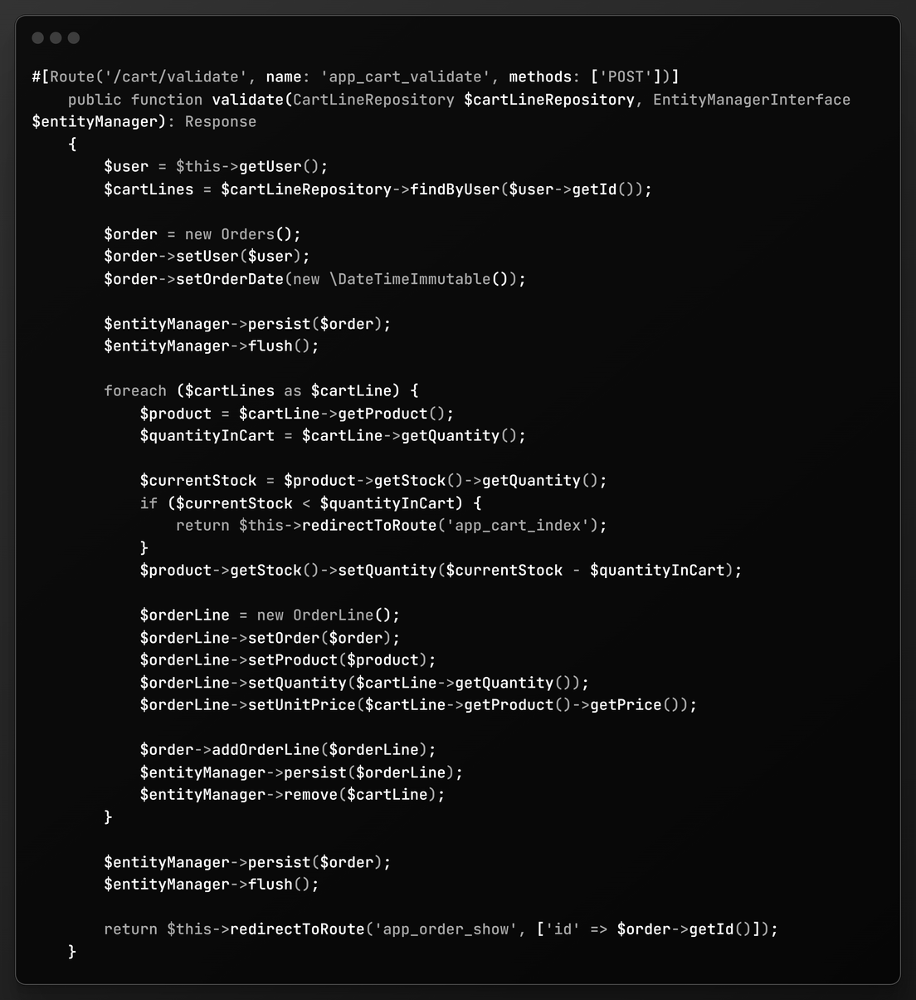 #[Route('/cart/validate', name: 'app_cart_validate', methods: ['POST'])]
    public function validate(CartLineRepository $cartLineRepository, EntityManagerInterface
$entityManager): Response
    {
        $user = $this->getUser();
        $cartLines = $cartLineRepository->findByUser($user->getId());

        $order = new Orders();
        $order->setUser($user);
        $order->setOrderDate(new \DateTimeImmutable());

        $entityManager->persist($order);
        $entityManager->flush();

        foreach ($cartLines as $cartLine) {
            $product = $cartLine->getProduct();
            $quantityInCart = $cartLine->getQuantity();

            $currentStock = $product->getStock()->getQuantity();
            if ($currentStock < $quantityInCart) {
                return $this->redirectToRoute('app_cart_index');
            }
            $product->getStock()->setQuantity($currentStock - $quantityInCart);

            $orderLine = new OrderLine();
            $orderLine->setOrder($order);
            $orderLine->setProduct($product);
            $orderLine->setQuantity($cartLine->getQuantity());
            $orderLine->setUnitPrice($cartLine->getProduct()->getPrice());

            $order->addOrderLine($orderLine);
            $entityManager->persist($orderLine);
            $entityManager->remove($cartLine);
        }

        $entityManager->persist($order);
        $entityManager->flush();

        return $this->redirectToRoute('app_order_show', ['id' => $order->getId()]);
    }